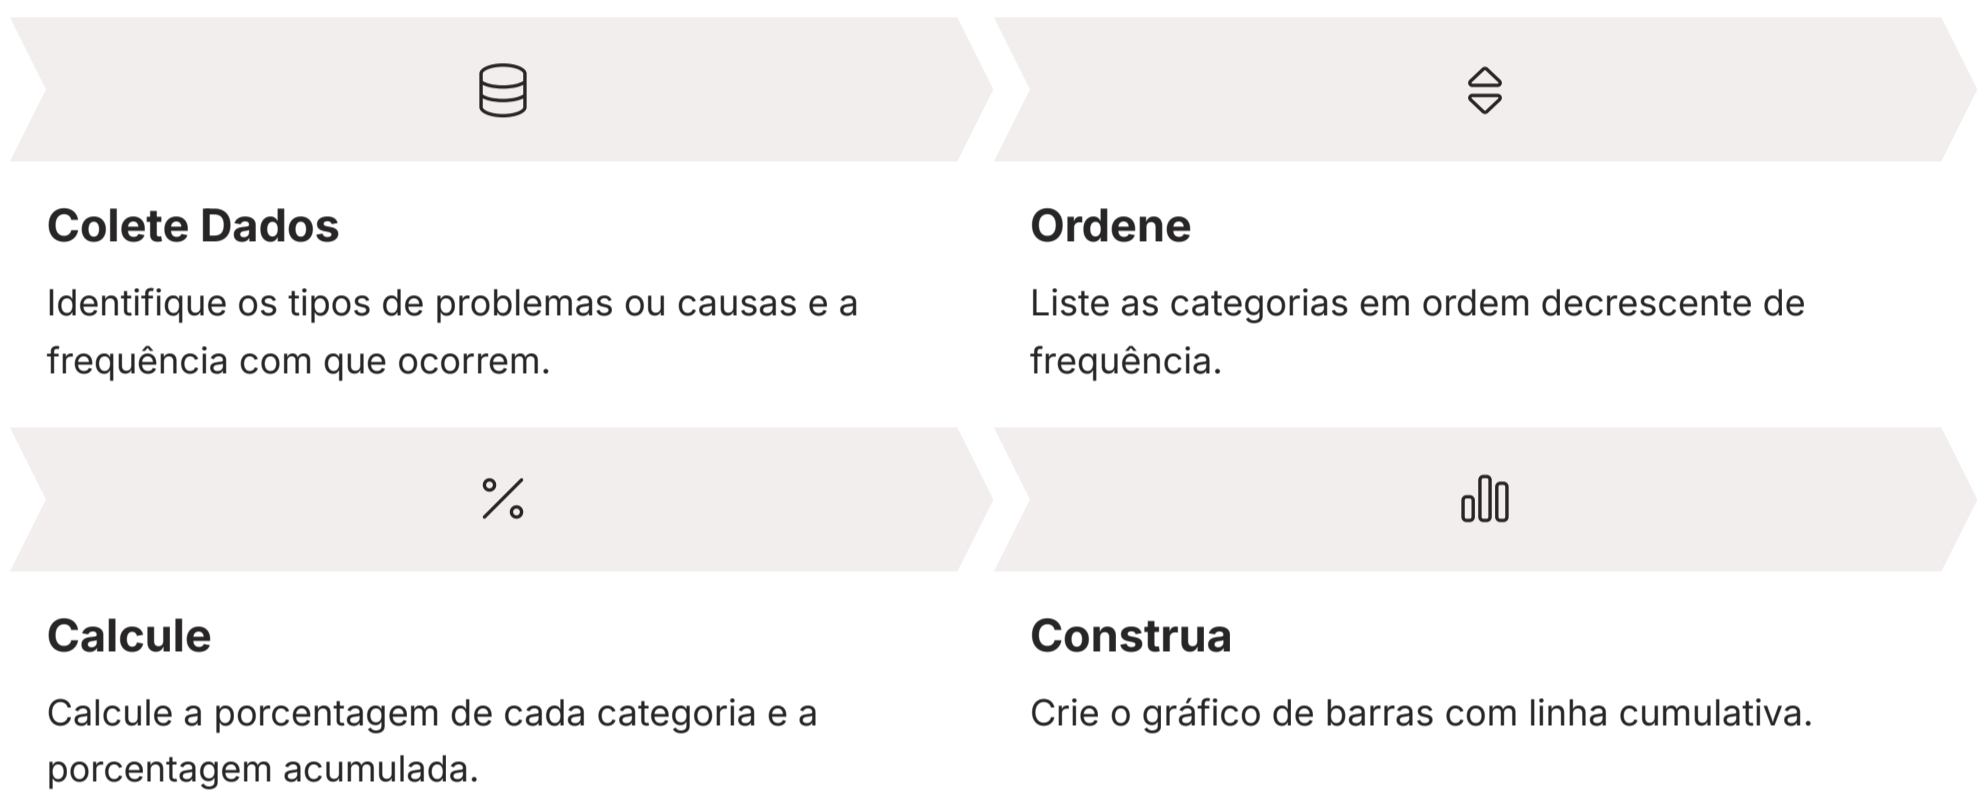 Colete Dados
Identifique os tipos de problemas ou causas e a
frequência com que ocorrem.
Ordene
Liste as categorias em ordem decrescente de
frequência.
Calcule
Calcule a porcentagem de cada categoria e a
porcentagem acumulada.
Construa
Crie o gráfico de barras com linha cumulativa.